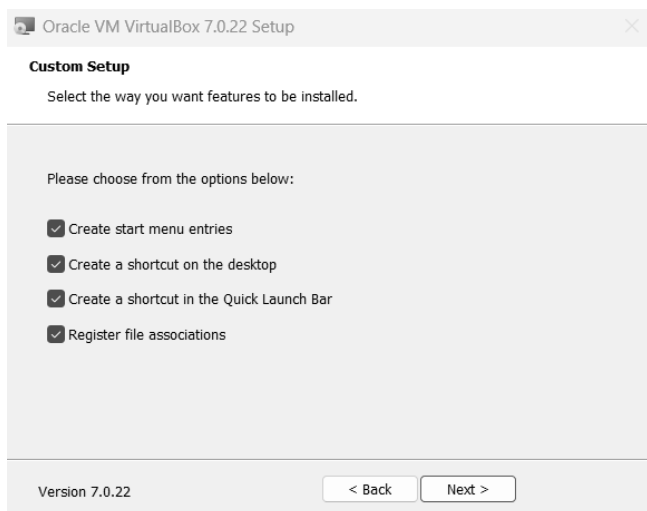 Oracle VM VirtualBox 7.0.22 Setup
Custom Setup
Select the way you want features to be installed.
Please choose from the options below:
Create start menu entries
Create a shortcut on the desktop
Create a shortcut in the Quick Launch Bar
Register file associations
Version 7.0.22
< Back
Next >